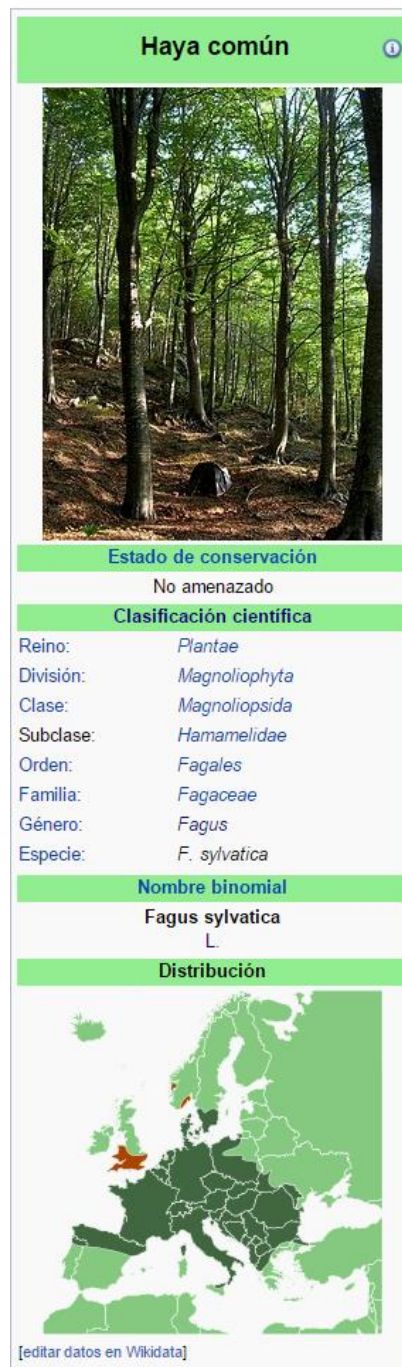 Haya común
Estado de conservación
No amenazado
Clasificación científica
Reino: Plantae
División: Magnoliophyta
Clase: Magnoliopsida
Subclase: Hamamelidae
Orden: Fagales
Familia: Fagaceae
Género: Fagus
Especie: F. sylvatica
Nombre binomial
Fagus sylvatica
L.
Distribución
[editar datos en Wikidata]